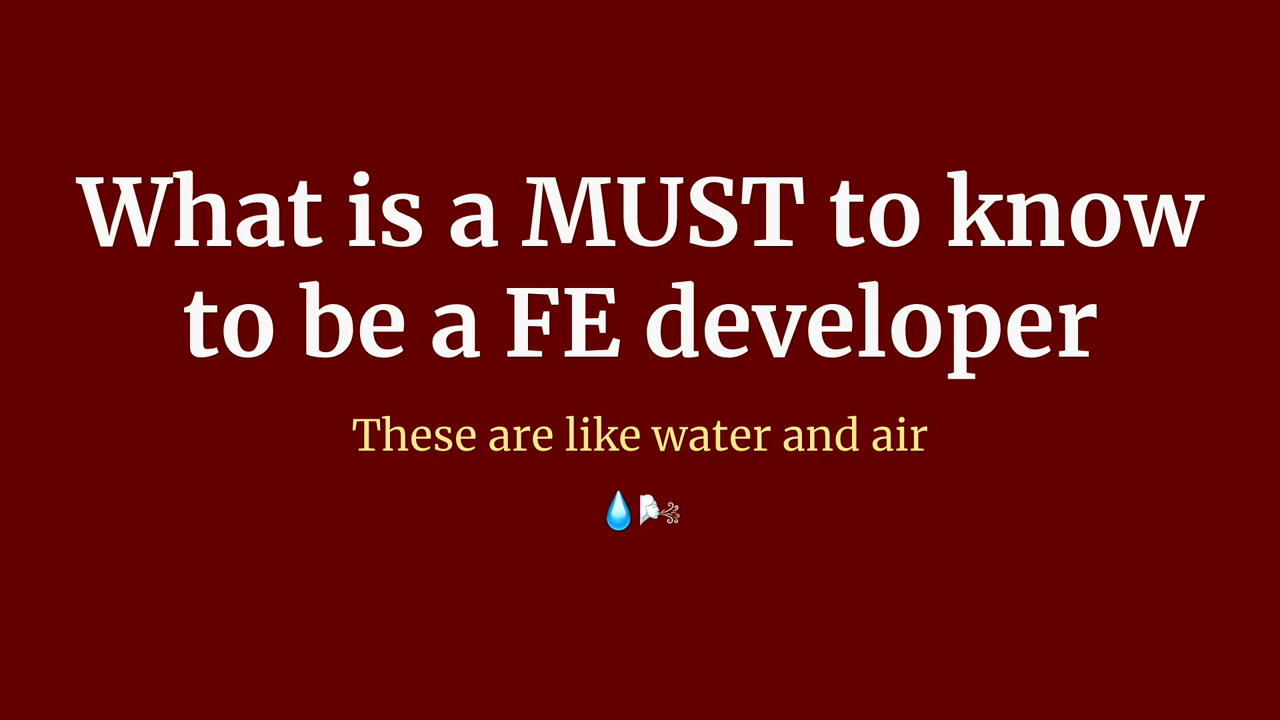 What is a MUST to know
to be a FE developer
These are like water and air
💧🌬️